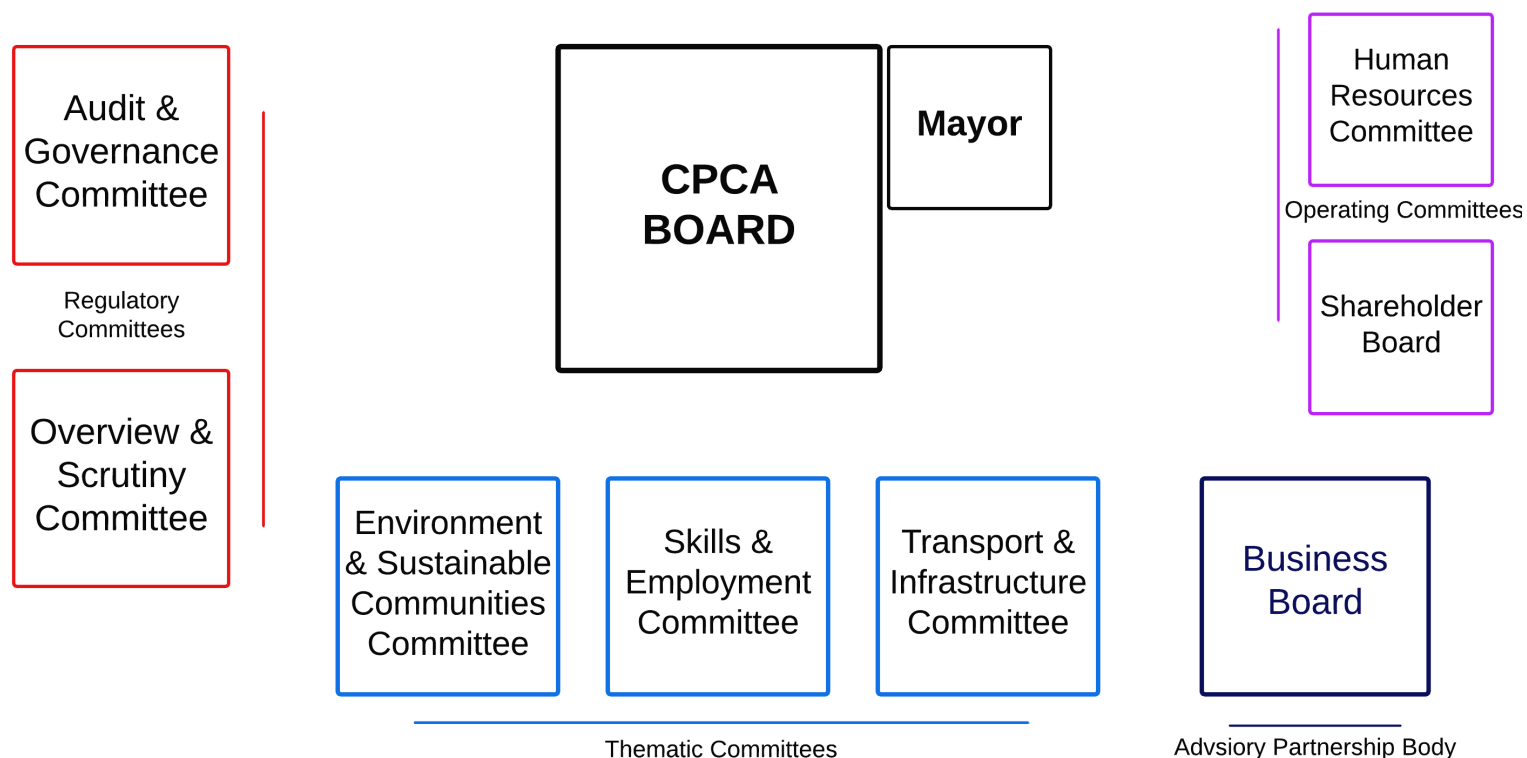 Audit &
Governance
Committee
Regulatory
Committees
Overview &
Scrutiny
Committee
CPCA
BOARD
Mayor
Human
Resources
Committee
Operating Committees
Shareholder
Board
Environment
& Sustainable
Communities
Committee
Skills &
Employment
Committee
Transport &
Infrastructure
Committee
Thematic Committees
Business
Board
Advsiory Partnership Body